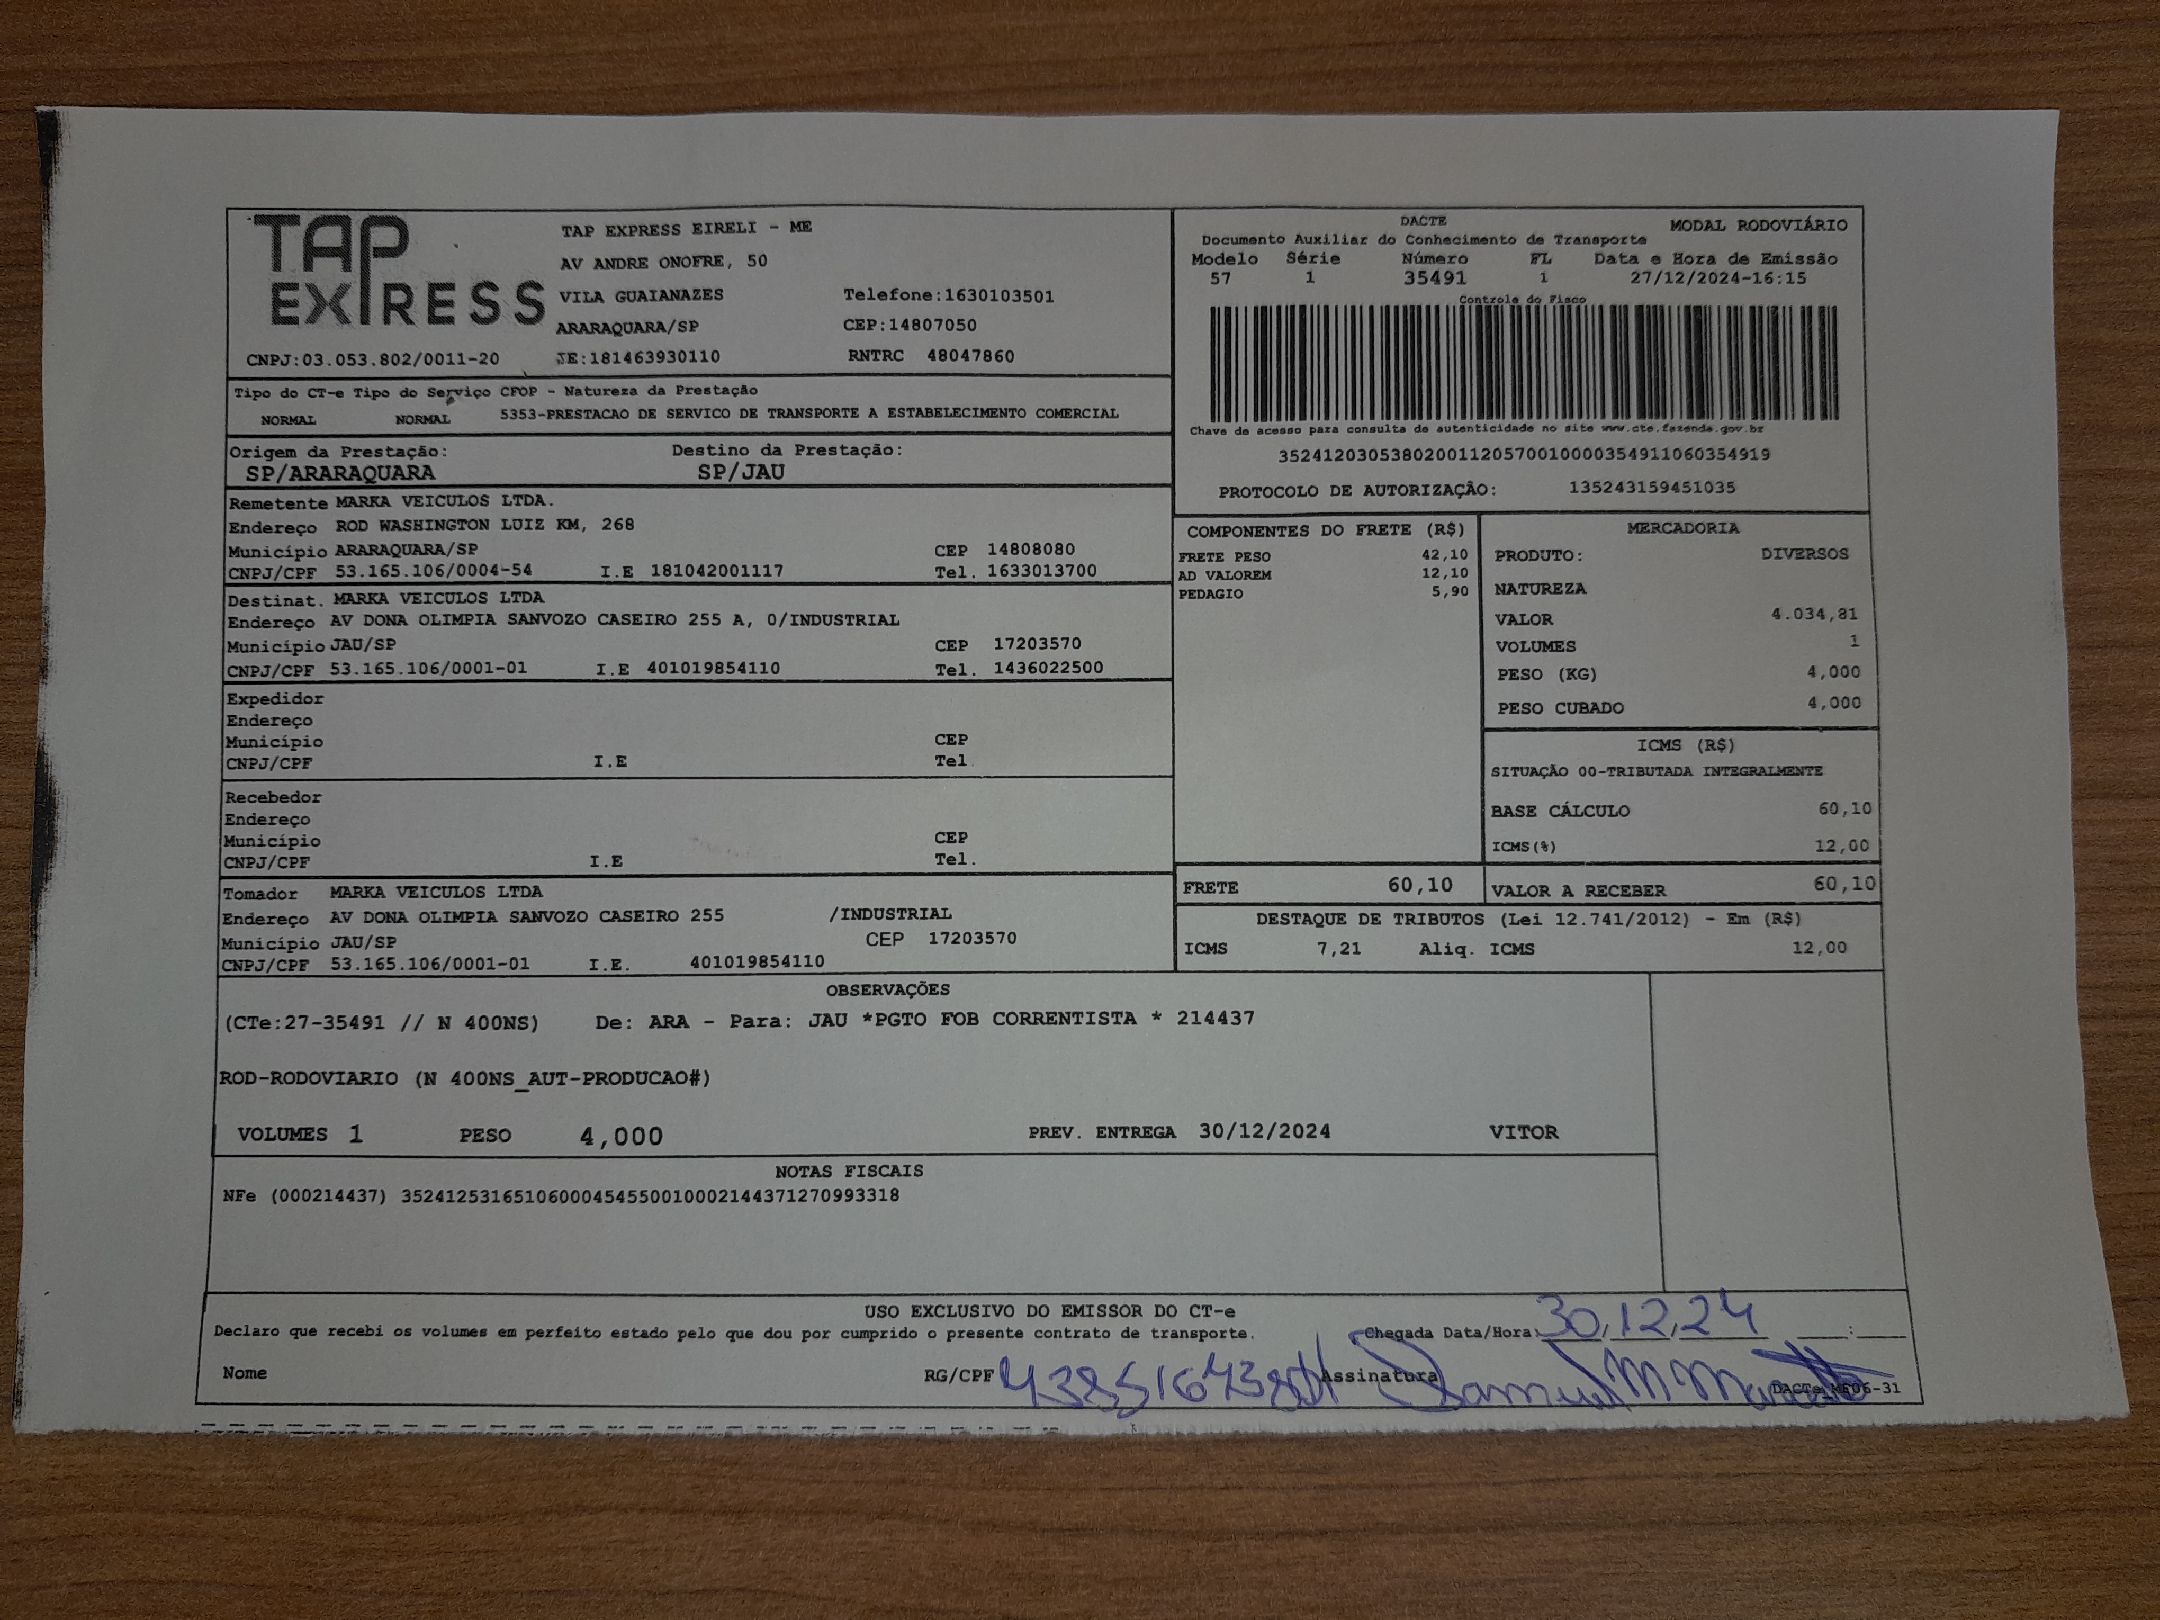 TAP
EXPRESS
TAP EXPRESS EIRELI - ME
AV ANDRE ONOFRE, 50
VILA GUAIANAZES Telefone:1630103501
ARARAQUARA/SP CEP:14807050
CNPJ:03.053.802/0011-20 IE:181463930110 RNTRC 48047860
DACTE MODAL RODOVIÁRIO
Documento Auxiliar do Conhecimento de Transporte
Modelo Série Número FL Data e Hora de Emissão
57 1 35491 1 27/12/2024-16:15
Controle do Fisco
Chave de acesso para consulta de autenticidade no site www.cte.fazenda.gov.br
35241203053802001120570010000354911060354919
PROTOCOLO DE AUTORIZAÇÃO: 135243159451035
Tipo do CT-e Tipo do Serviço CFOP - Natureza da Prestação
NORMAL NORMAL 5353-PRESTACAO DE SERVICO DE TRANSPORTE A ESTABELECIMENTO COMERCIAL
Origem da Prestação: Destino da Prestação:
SP/ARARAQUARA SP/JAU
Remetente MARKA VEICULOS LTDA.
Endereço ROD WASHINGTON LUIZ KM, 268
Município ARARAQUARA/SP CEP 14808080
CNPJ/CPF 53.165.106/0004-54 I.E 181042001117 Tel. 1633013700
Destinat. MARKA VEICULOS LTDA
Endereço AV DONA OLIMPIA SANVOZO CASEIRO 255 A, 0/INDUSTRIAL
Município JAU/SP CEP 17203570
CNPJ/CPF 53.165.106/0001-01 I.E 401019854110 Tel. 1436022500
Expedidor
Endereço
Município CEP
CNPJ/CPF I.E Tel.
Recebedor
Endereço
Município CEP
CNPJ/CPF I.E Tel.
Tomador MARKA VEICULOS LTDA
Endereço AV DONA OLIMPIA SANVOZO CASEIRO 255 /INDUSTRIAL
Município JAU/SP CEP 17203570
CNPJ/CPF 53.165.106/0001-01 I.E. 401019854110
COMPONENTES DO FRETE (R$)
FRETE PESO 42,10
AD VALOREM 12,10
PEDAGIO 5,90
MERCADORIA
PRODUTO: DIVERSOS
NATUREZA
VALOR 4.034,81
VOLUMES 1
PESO (KG) 4,000
PESO CUBADO 4,000
ICMS (R$)
SITUAÇÃO 00-TRIBUTADA INTEGRALMENTE
BASE CÁLCULO 60,10
ICMS(%) 12,00
FRETE 60,10 VALOR A RECEBER 60,10
DESTAQUE DE TRIBUTOS (Lei 12.741/2012) - Em (R$)
ICMS 7,21 Aliq. ICMS 12,00
OBSERVAÇÕES
(CTe:27-35491 // N 400NS) De: ARA - Para: JAU *PGTO FOB CORRENTISTA * 214437
ROD-RODOVIARIO (N 400NS_AUT-PRODUCAO#)
VOLUMES 1 PESO 4,000 PREV. ENTREGA 30/12/2024 VITOR
NOTAS FISCAIS
NFe (000214437) 35241253165106000454550010002144371270993318
USO EXCLUSIVO DO EMISSOR DO CT-e
Declaro que recebi os volumes em perfeito estado pelo que dou por cumprido o presente contrato de transporte. Chegada Data/Hora: 30,12,24 :
Nome RG/CPF Assinatura Samuel M